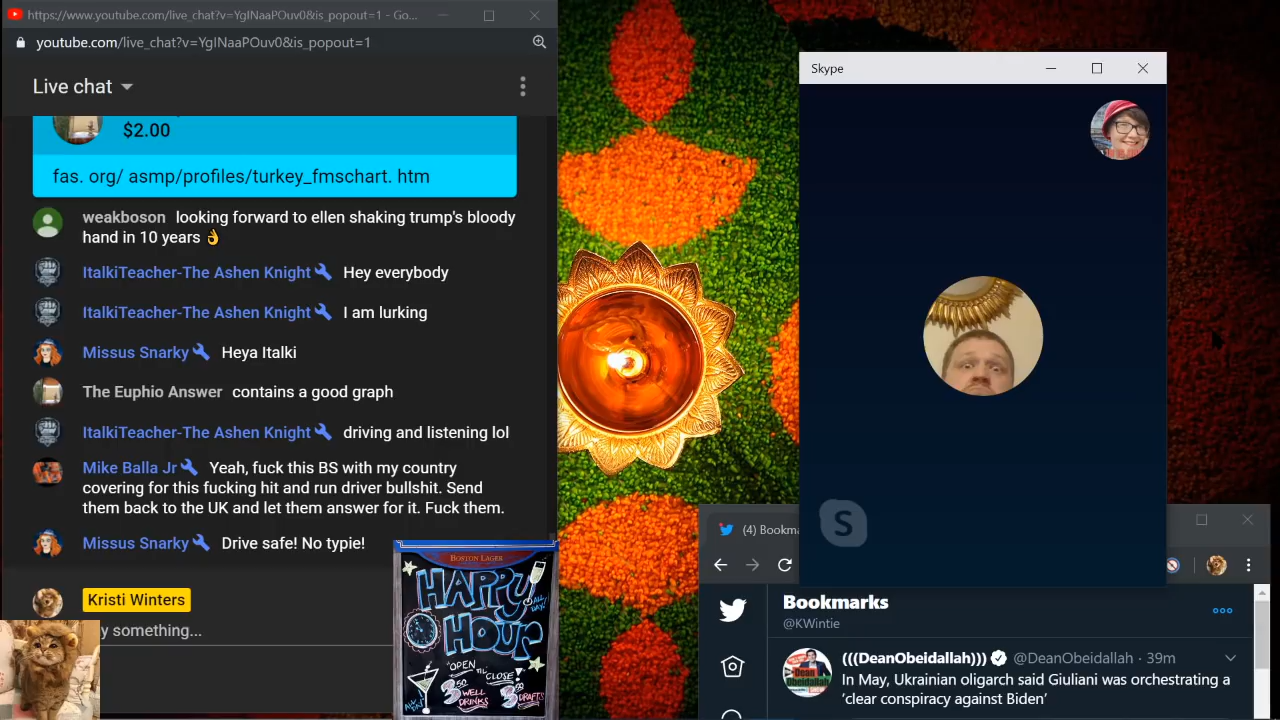 https://www.youtube.com/live_chat?v=YgINaaPOuv0&is_popout=1 - Go...
youtube.com/live_chat?v=YgINaaPOuv0&is_popout=1
Live chat
$2.00
fas. org/ asmp/profiles/turkey_fmschart. htm
weakboson looking forward to ellen shaking trump's bloody
hand in 10 years 👌
ItalkiTeacher-The Ashen Knight Hey everybody
ItalkiTeacher-The Ashen Knight I am lurking
Missus Snarky Heya Italki
The Euphio Answer contains a good graph
ItalkiTeacher-The Ashen Knight driving and listening lol
Mike Balla Jr Yeah, fuck this BS with my country
covering for this fucking hit and run driver bullshit. Send
them back to the UK and let them answer for it. Fuck them.
Missus Snarky Drive safe! No typie!
Kristi Winters
y something...
BOSTON LAGER
HAPPY
ALL
DAY!
HOUR
"OPEN
'TIL"
CLOSE!
WELL
DRINKS
DRAFTS
Skype
S
(4) Bookma
Bookmarks
@KWintie
(((DeanObeidallah))) @DeanObeidallah · 39m
In May, Ukrainian oligarch said Giuliani was orchestrating a
'clear conspiracy against Biden'